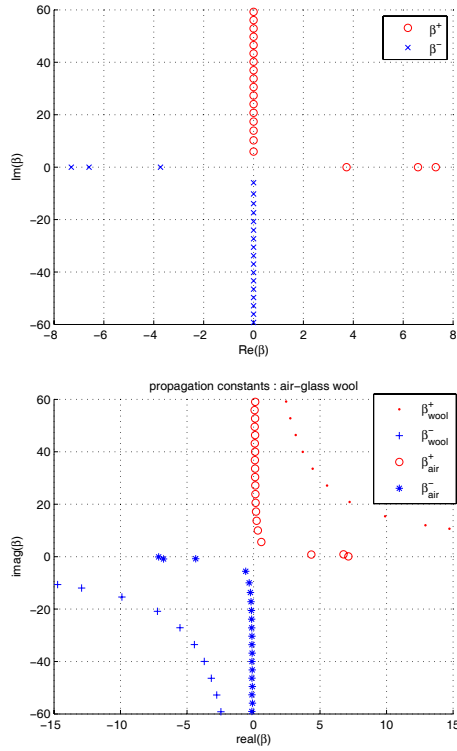 60
40
20
0
−20
−40
−60
−8 −6 −4 −2 0 2 4 6 8
Im(β)
Re(β)
β+
β−
propagation constants : air-glass wool
60
40
20
0
−20
−40
−60
−15 −10 −5 0 5 10 15
imag(β)
real(β)
β+wool
β−wool
β+air
β−air